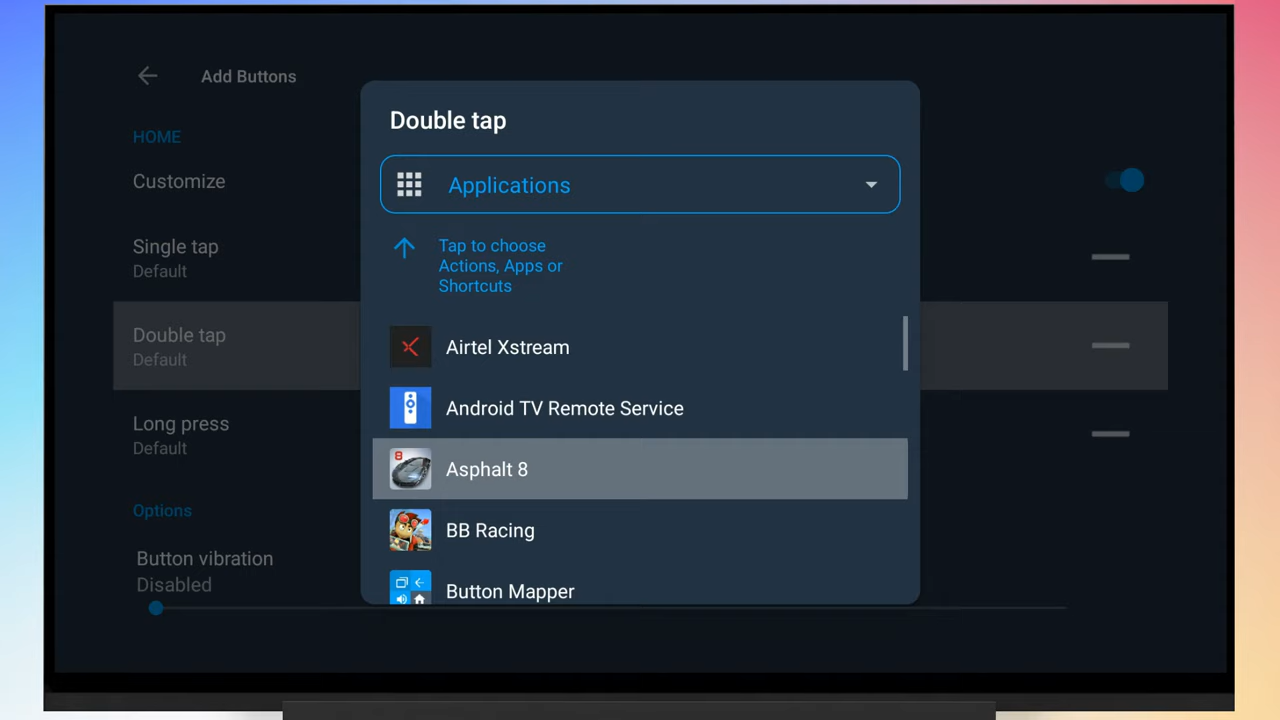 Add Buttons
HOME
Customize
Single tap
Default
Double tap
Default
Long press
Default
Options
Button vibration
Disabled
Double tap
Applications
Tap to choose
Actions, Apps or
Shortcuts
Airtel Xstream
Android TV Remote Service
8
Asphalt 8
BB Racing
Button Mapper